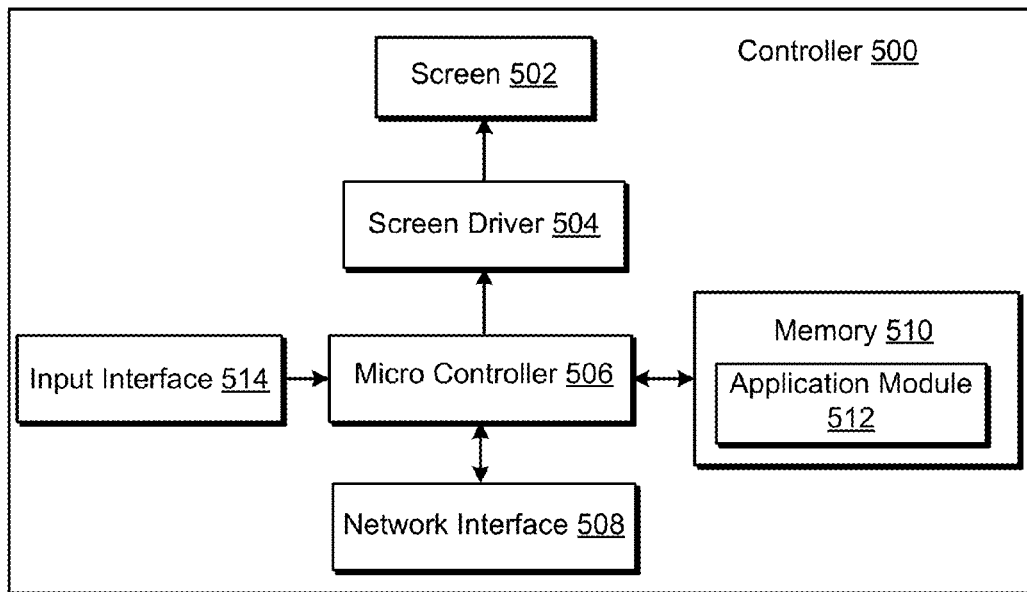 Controller 500
Screen 502
Screen Driver 504
Memory 510
Input Interface 514
Micro Controller 506
Application Module
512
Network Interface 508